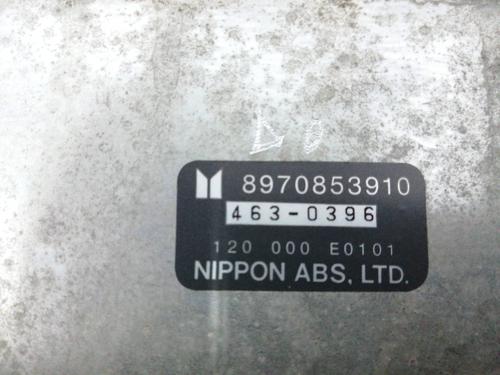 8970853910
463-0396
120 000 E0101
NIPPON ABS, LTD.